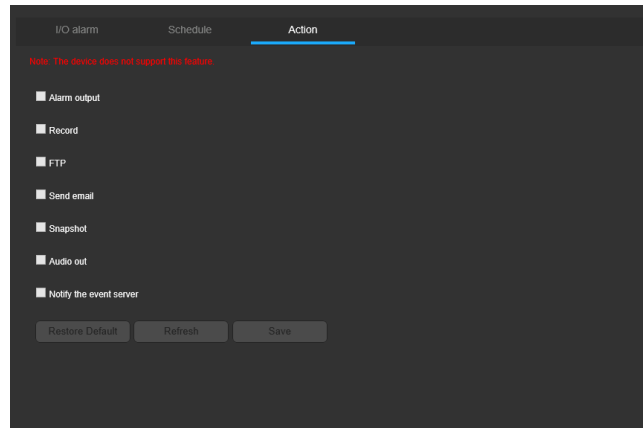 I/O alarm Schedule Action
Note: The device does not support this feature.
Alarm output
Record
FTP
Send email
Snapshot
Audio out
Notify the event server
Restore Default Refresh Save